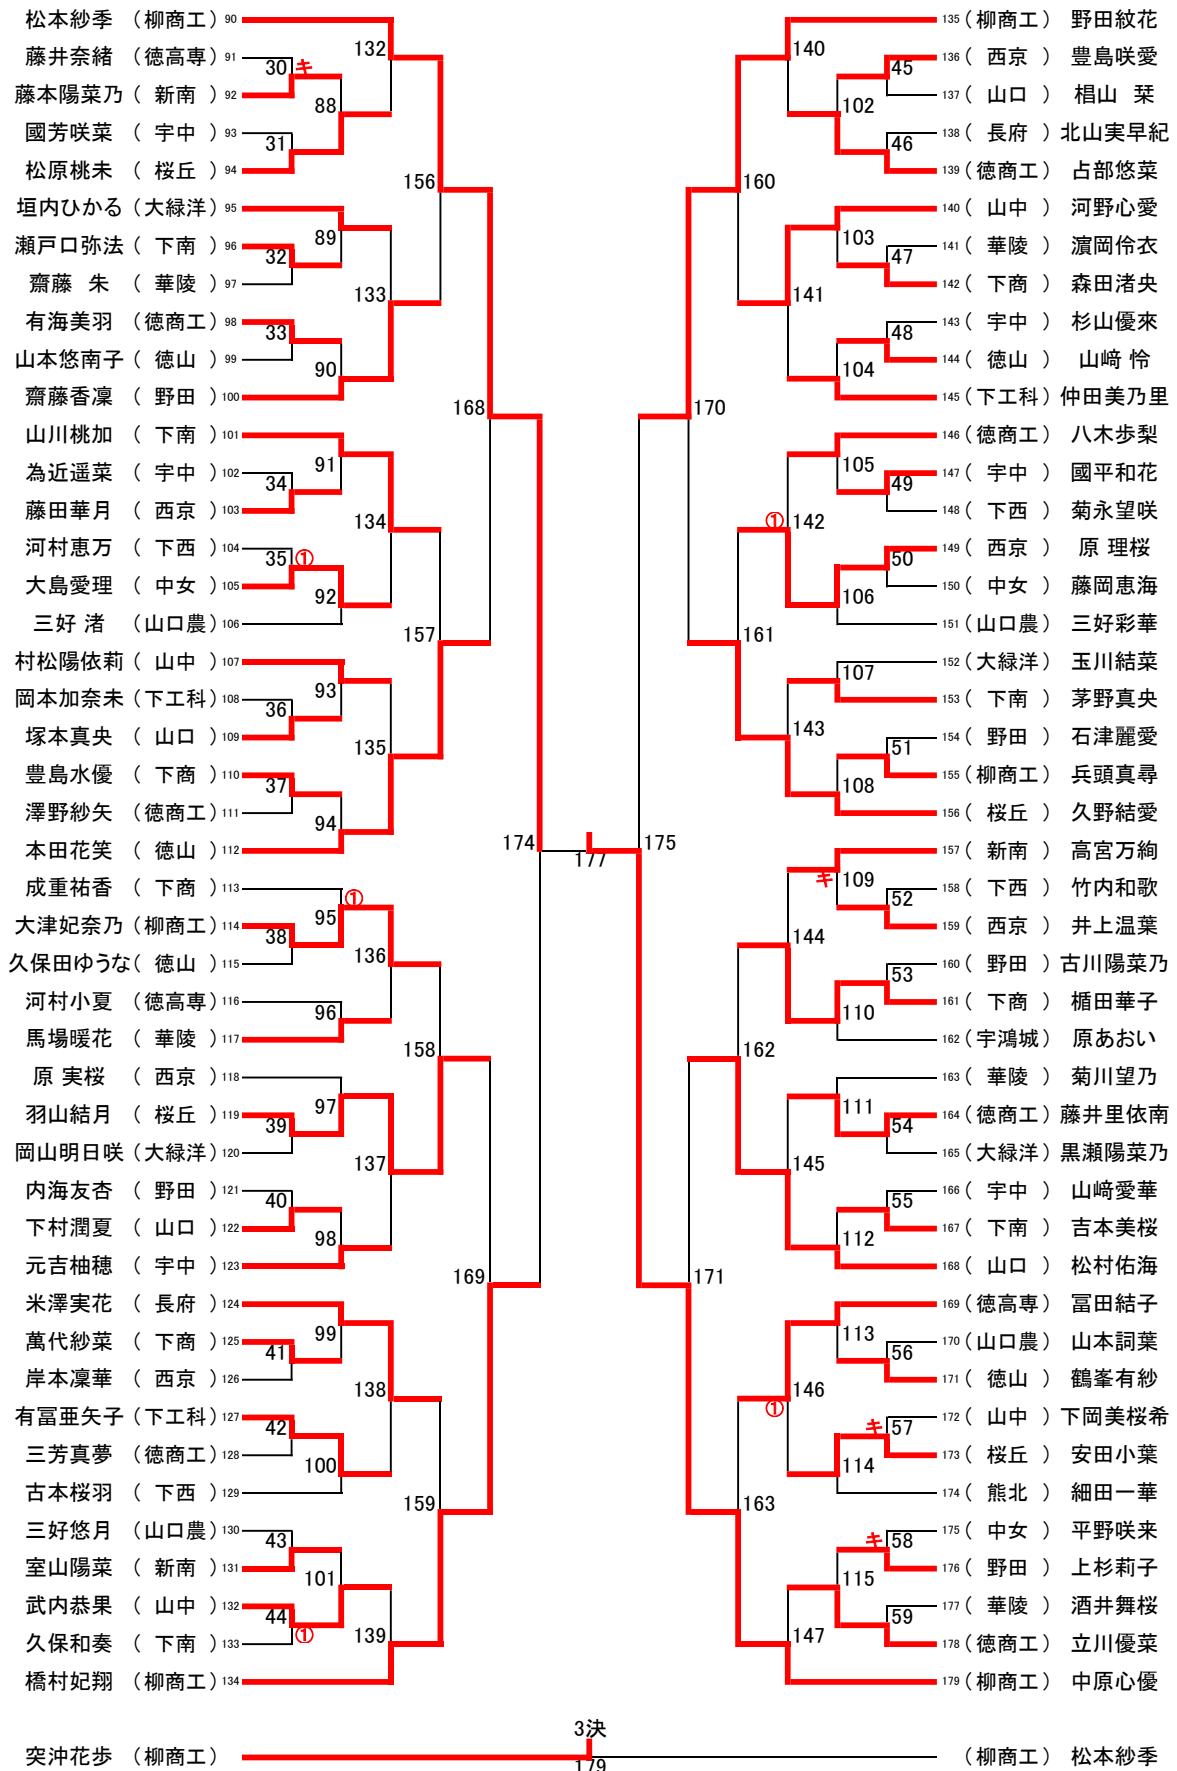 松本紗季 （柳商工） 90
藤井奈緒 （徳高専） 91
藤本陽菜乃 （ 新南 ） 92
國芳咲菜 （ 宇中 ） 93
松原桃未 （ 桜丘 ） 94
垣内ひかる （大緑洋） 95
瀬戸口弥法 （ 下南 ） 96
齋藤 朱 （ 華陵 ） 97
有海美羽 （徳商工） 98
山本悠南子 （ 徳山 ） 99
齋藤香凜 （ 野田 ） 100
山川桃加 （ 下南 ） 101
為近遥菜 （ 宇中 ） 102
藤田華月 （ 西京 ） 103
河村恵万 （ 下西 ） 104
大島愛理 （ 中女 ） 105
三好 渚 （山口農） 106
村松陽依莉 （ 山中 ） 107
岡本加奈未 （下工科） 108
塚本真央 （ 山口 ） 109
豊島水優 （ 下商 ） 110
澤野紗矢 （徳商工） 111
本田花笑 （ 徳山 ） 112
成重祐香 （ 下商 ） 113
大津妃奈乃 （柳商工） 114
久保田ゆうな （ 徳山 ） 115
河村小夏 （徳高専） 116
馬場暖花 （ 華陵 ） 117
原 実桜 （ 西京 ） 118
羽山結月 （ 桜丘 ） 119
岡山明日咲 （大緑洋） 120
内海友杏 （ 野田 ） 121
下村潤夏 （ 山口 ） 122
元吉柚穂 （ 宇中 ） 123
米澤実花 （ 長府 ） 124
萬代紗菜 （ 下商 ） 125
岸本凜華 （ 西京 ） 126
有冨亜矢子 （下工科） 127
三芳真夢 （徳商工） 128
古本桜羽 （ 下西 ） 129
三好悠月 （山口農） 130
室山陽菜 （ 新南 ） 131
武内恭果 （ 山中 ） 132
久保和奏 （ 下南 ） 133
橋村妃翔 （柳商工） 134
30 キ
31
32
33
34
35 ①
36
37
38
39
40
41
42
43
44 ①
88
89
90
91
92
93
94
95 ①
96
97
98
99
100
101
132
133
134
135
136
137
138
139
156
157
158
159
168
169
174
177
175
170
171
160
161
162
163
140
141
142 ①
143
144
145
146 ①
147
102
103
104
105
106
107
108
109 キ
110
111
112
113
114
115
45
46
47
48
49
50
51
52
53
54
55
56
57 キ
58 キ
59
135 （柳商工） 野田紋花
136 （ 西京 ） 豊島咲愛
137 （ 山口 ） 椙山 栞
138 （ 長府 ） 北山実早紀
139 （徳商工） 占部悠菜
140 （ 山中 ） 河野心愛
141 （ 華陵 ） 濵岡伶衣
142 （ 下商 ） 森田渚央
143 （ 宇中 ） 杉山優來
144 （ 徳山 ） 山﨑 怜
145 （下工科） 仲田美乃里
146 （徳商工） 八木歩梨
147 （ 宇中 ） 國平和花
148 （ 下西 ） 菊永望咲
149 （ 西京 ） 原 理桜
150 （ 中女 ） 藤岡恵海
151 （山口農） 三好彩華
152 （大緑洋） 玉川結菜
153 （ 下南 ） 茅野真央
154 （ 野田 ） 石津麗愛
155 （柳商工） 兵頭真尋
156 （ 桜丘 ） 久野結愛
157 （ 新南 ） 高宮万絢
158 （ 下西 ） 竹内和歌
159 （ 西京 ） 井上温葉
160 （ 野田 ） 古川陽菜乃
161 （ 下商 ） 楯田華子
162 （宇鴻城） 原あおい
163 （ 華陵 ） 菊川望乃
164 （徳商工） 藤井里依南
165 （大緑洋） 黒瀬陽菜乃
166 （ 宇中 ） 山﨑愛華
167 （ 下南 ） 吉本美桜
168 （ 山口 ） 松村佑海
169 （徳高専） 冨田結子
170 （山口農） 山本詞葉
171 （ 徳山 ） 鶴峯有紗
172 （ 山中 ） 下岡美桜希
173 （ 桜丘 ） 安田小葉
174 （ 熊北 ） 細田一華
175 （ 中女 ） 平野咲来
176 （ 野田 ） 上杉莉子
177 （ 華陵 ） 酒井舞桜
178 （徳商工） 立川優菜
179 （柳商工） 中原心優
3決
突沖花歩 （柳商工） 179 （柳商工） 松本紗季